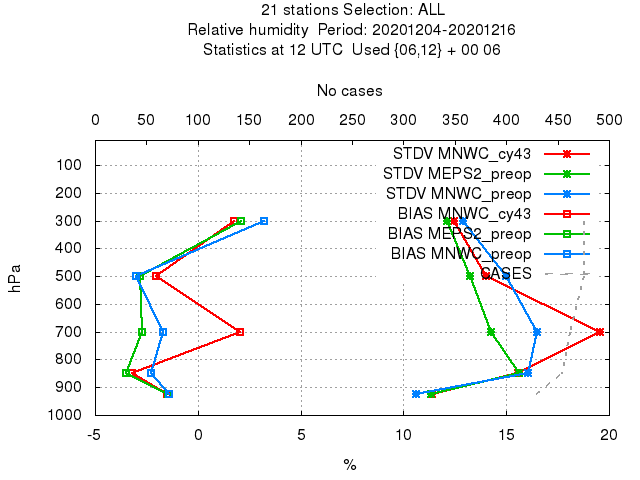 21 stations Selection: ALL
Relative humidity  Period: 20201204-20201216
Statistics at 12 UTC  Used {06,12} + 00 06
No cases
0 50 100 150 200 250 300 350 400 450 500
100
200
300
400
500
600
700
800
900
1000
hPa
STDV MNWC_cy43
STDV MEPS2_preop
STDV MNWC_preop
BIAS MNWC_cy43
BIAS MEPS2_preop
BIAS MNWC_preop
CASES
-5 0 5 10 15 20
%